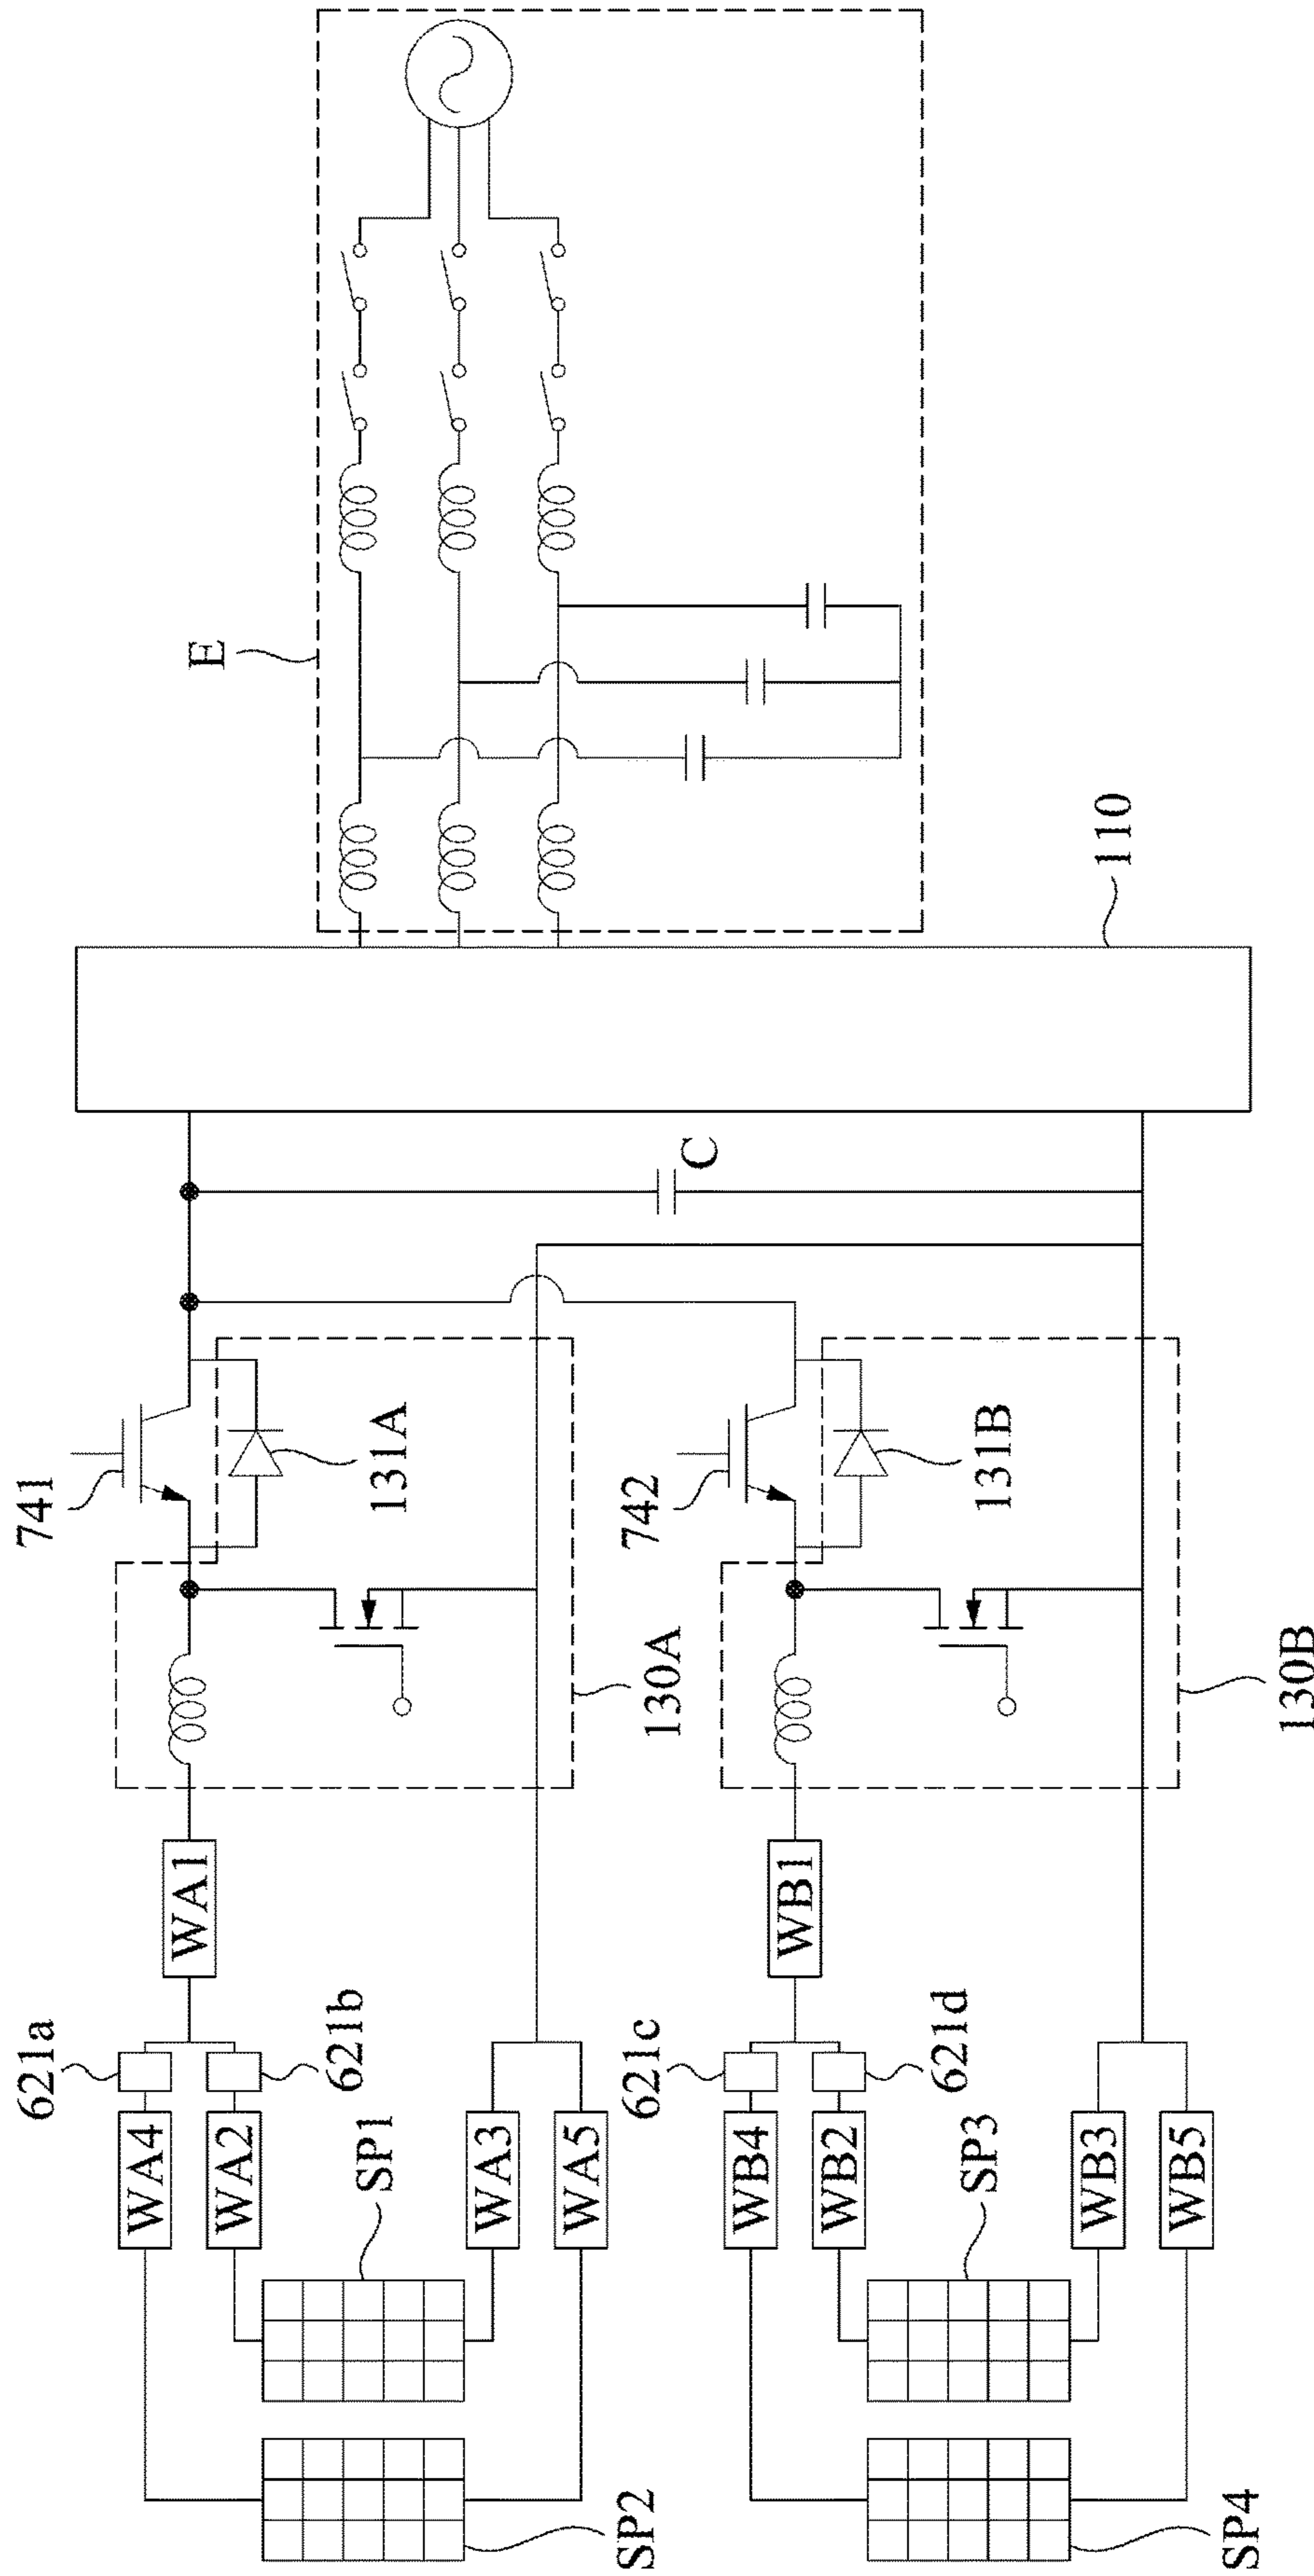 E
110
C
741
131A
130A
742
131B
130B
WA1
WB1
621a
621b
621c
621d
WA4
WA2
SP1
WA3
WA5
WB4
WB2
SP3
WB3
WB5
SP2
SP4